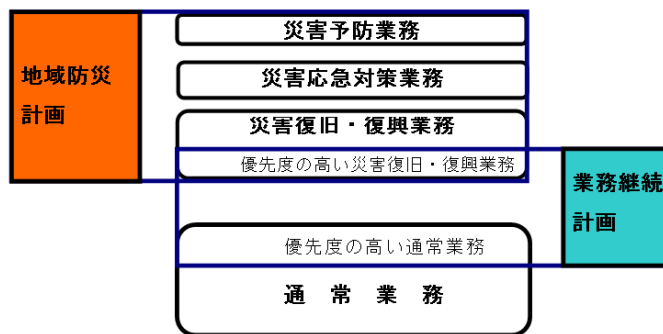 地域防災
計画
災害予防業務
災害応急対策業務
災害復旧・復興業務
優先度の高い災害復旧・復興業務
業務継続
計画
優先度の高い通常業務
通常業務